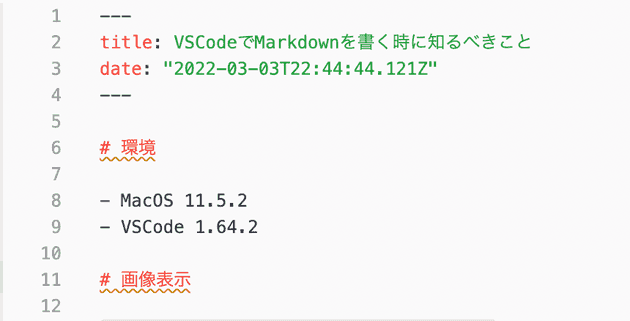 1 ---
2 title: VSCodeでMarkdownを書く時に知るべきこと
3 date: "2022-03-03T22:44:44.121Z"
4 ---
5
6 # 環境
7
8 - MacOS 11.5.2
9 - VSCode 1.64.2
10
11 # 画像表示
12